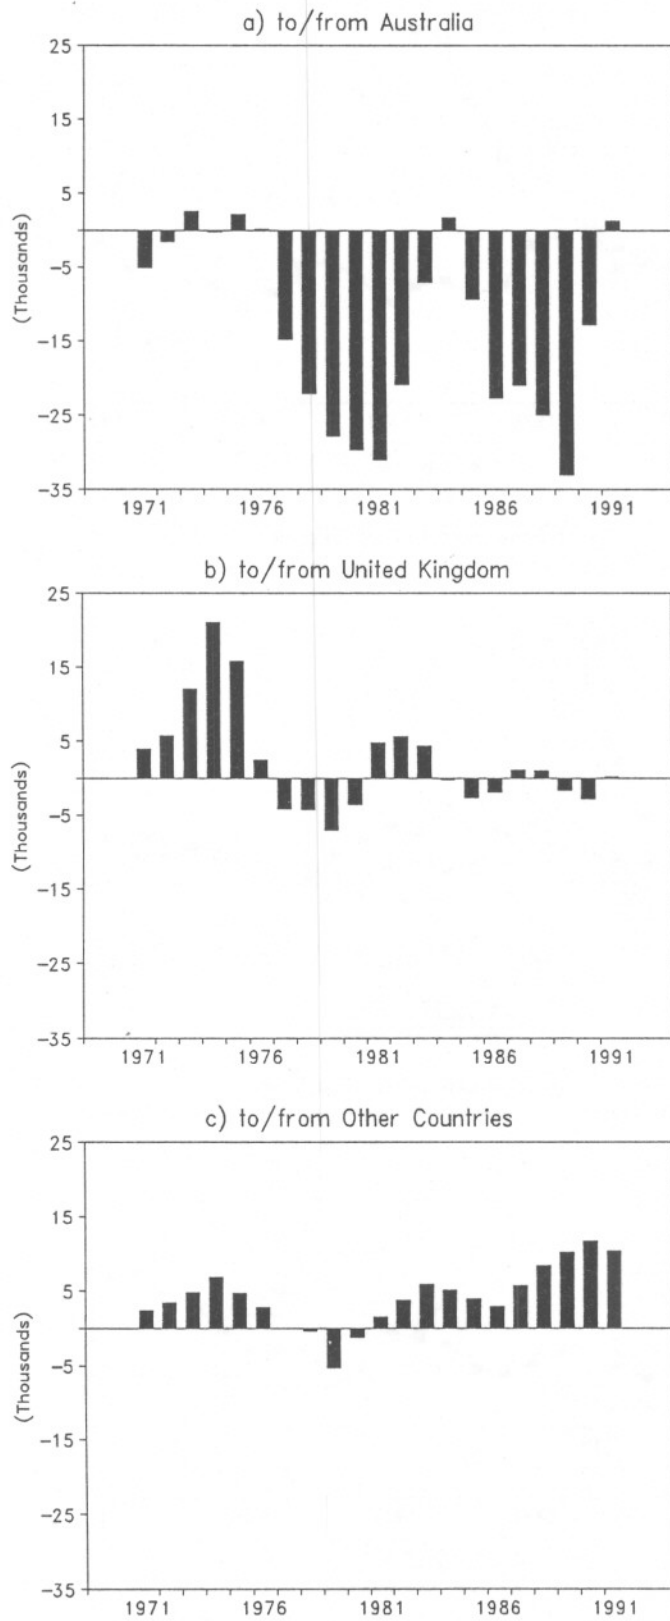 a) to/from Australia
25
15
5
-5
-15
-25
-35
(Thousands)
1971 1976 1981 1986 1991
b) to/from United Kingdom
25
15
5
-5
-15
-25
-35
(Thousands)
1971 1976 1981 1986 1991
c) to/from Other Countries
25
15
5
-5
-15
-25
-35
(Thousands)
1971 1976 1981 1986 1991